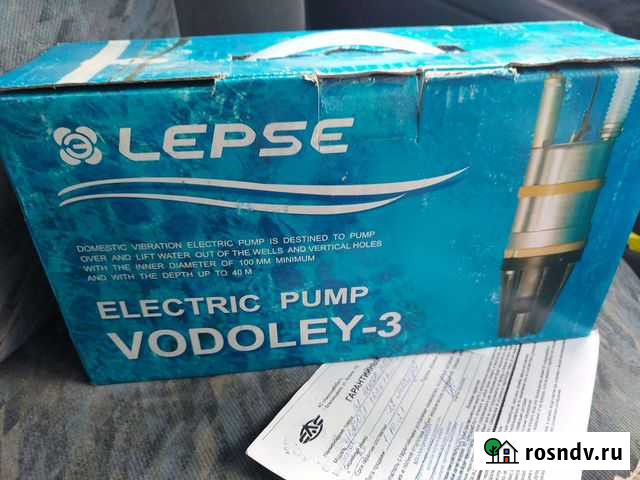 LEPSE
DOMESTIC VIBRATION ELECTRIC PUMP IS DESTINED TO PUMP
OVER AND LIFT WATER OUT OF THE WELLS AND VERTICAL HOLES
WITH THE INNER DIAMETER OF 100 MM MINIMUM
AND WITH THE DEPTH UP TO 40 M
ELECTRIC PUMP
VODOLEY-3
ГАРАНТИЙНЫЙ
rosndv.ru